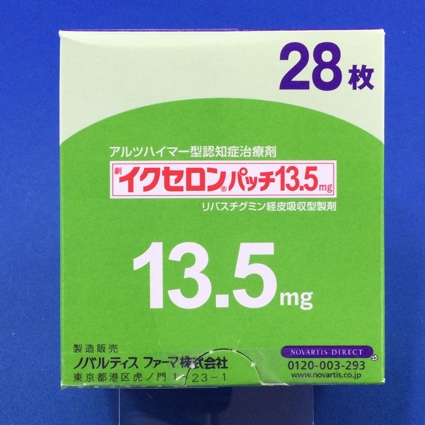 28枚
アルツハイマー型認知症治療剤
劇 イクセロン®パッチ13.5mg
リバスチグミン経皮吸収型製剤
13.5mg
製造販売
ノバルティス ファーマ株式会社
東京都港区虎ノ門1-23-1
NOVARTIS DIRECT
0120-003-293
www.novartis.co.jp